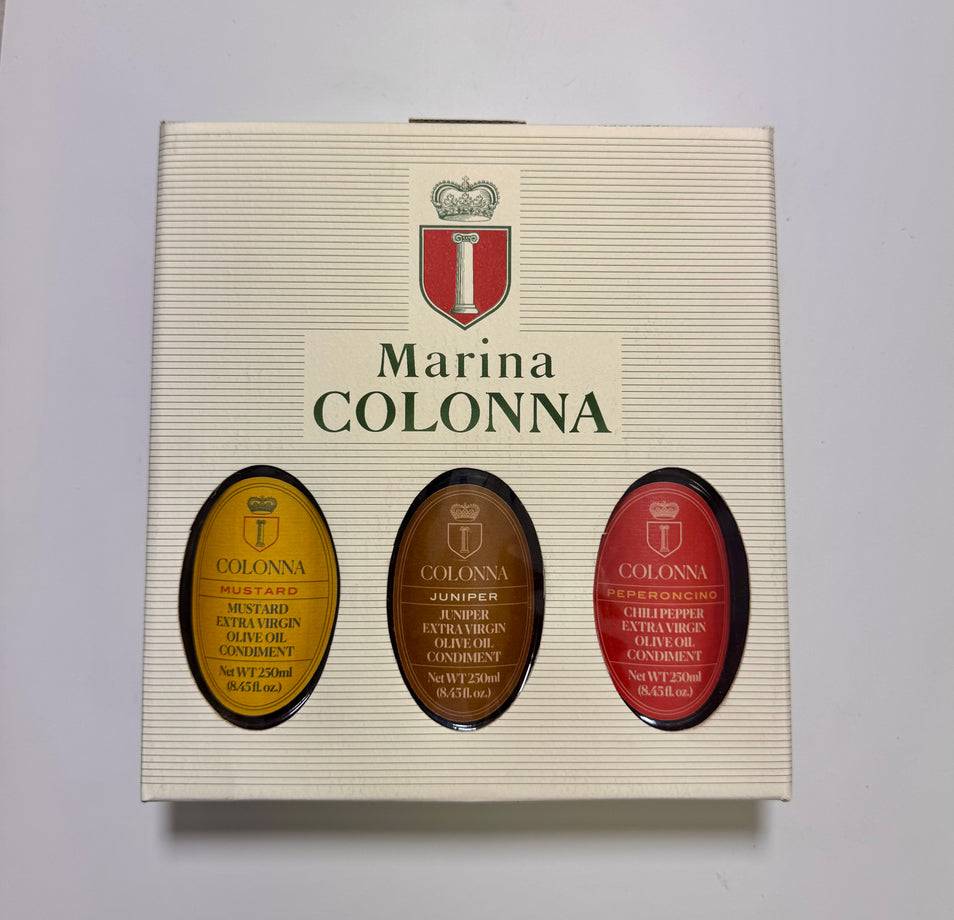 Marina
COLONNA
COLONNA
MUSTARD
MUSTARD
EXTRA VIRGIN
OLIVE OIL
CONDIMENT
Net WT 250ml
(8.45 fl. oz.)
COLONNA
JUNIPER
JUNIPER
EXTRA VIRGIN
OLIVE OIL
CONDIMENT
Net WT 250ml
(8.45 fl. oz.)
COLONNA
PEPERONCINO
CHILI PEPPER
EXTRA VIRGIN
OLIVE OIL
CONDIMENT
Net WT 250ml
(8.45 fl. oz.)